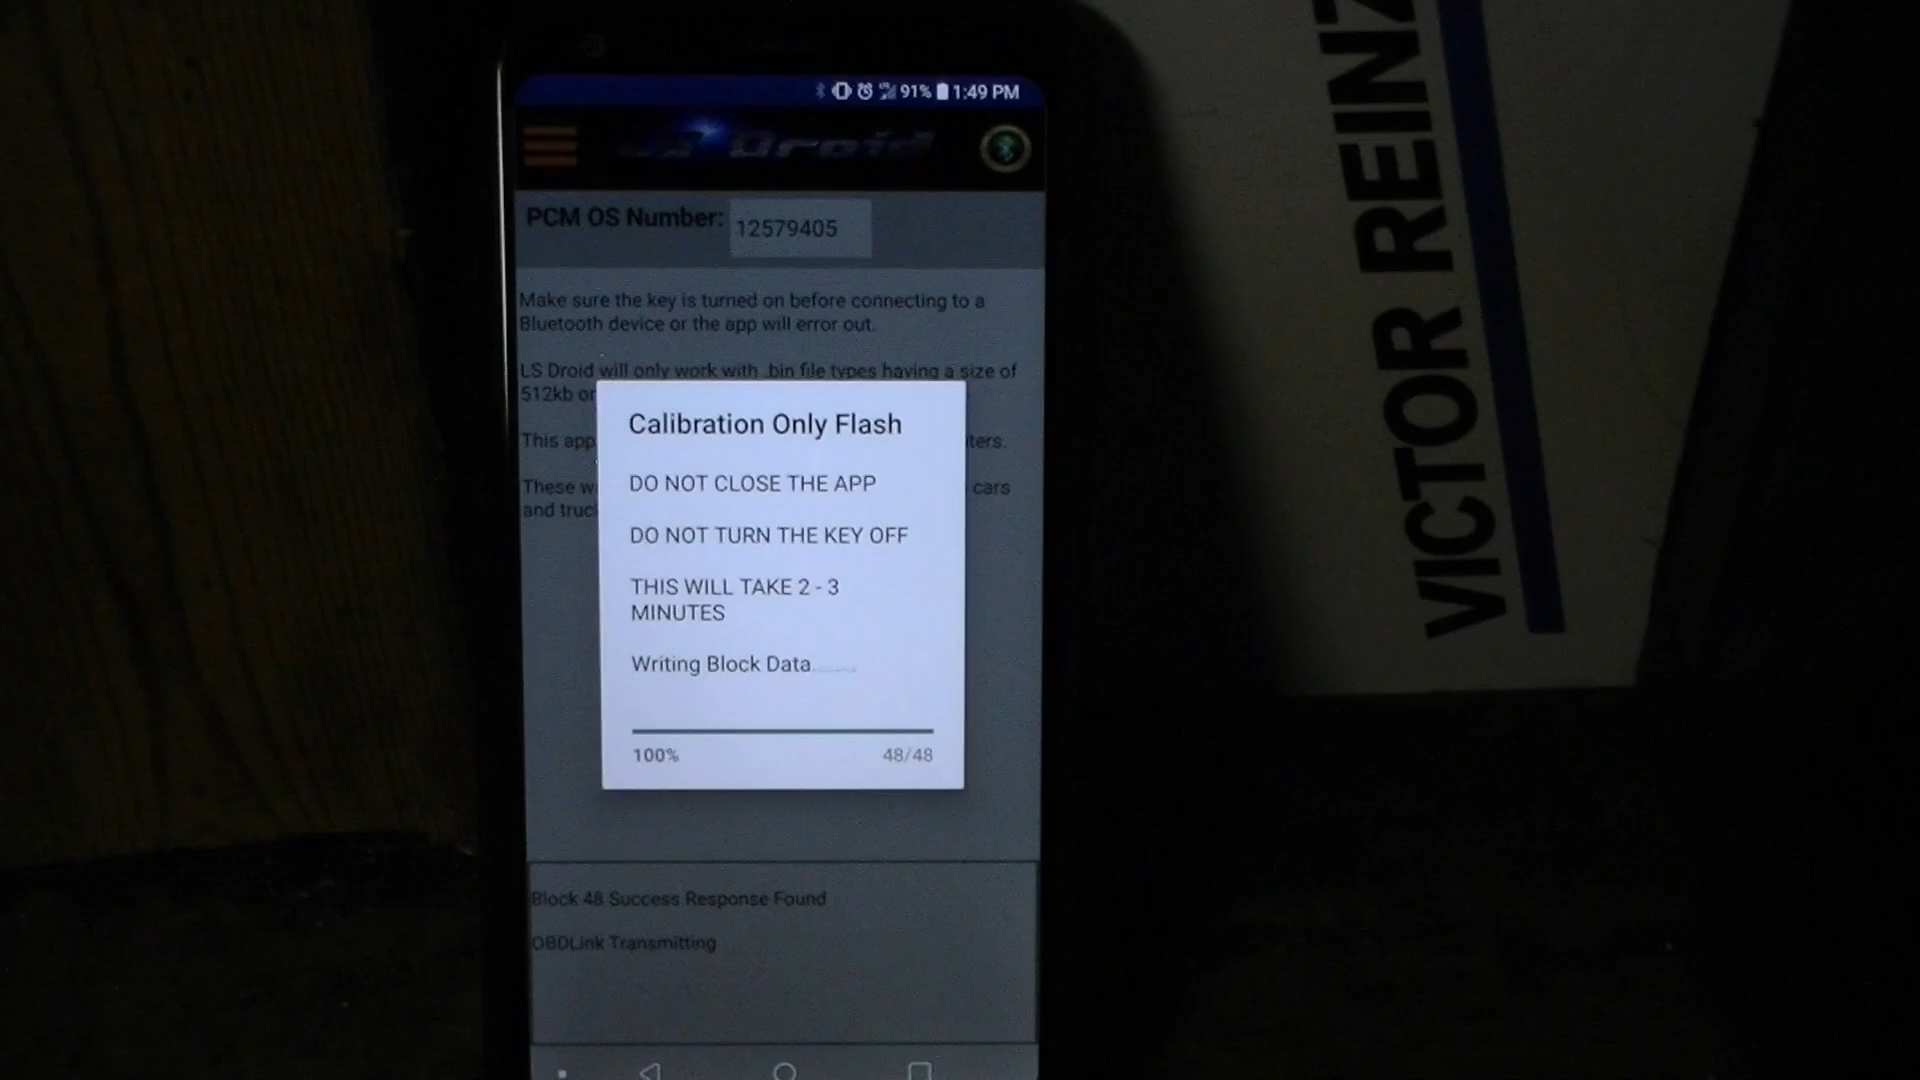 91% 1:49 PM
LS Droid
PCM OS Number: 12579405
Make sure the key is turned on before connecting to a
Bluetooth device or the app will error out.
LS Droid will only work with .bin file types having a size of
512kb or
This app
These w
cars
and truc
Calibration Only Flash
DO NOT CLOSE THE APP
DO NOT TURN THE KEY OFF
THIS WILL TAKE 2 - 3
MINUTES
Writing Block Data
100% 48/48
Block 48 Success Response Found
OBDLink Transmitting
VICTOR REINZ